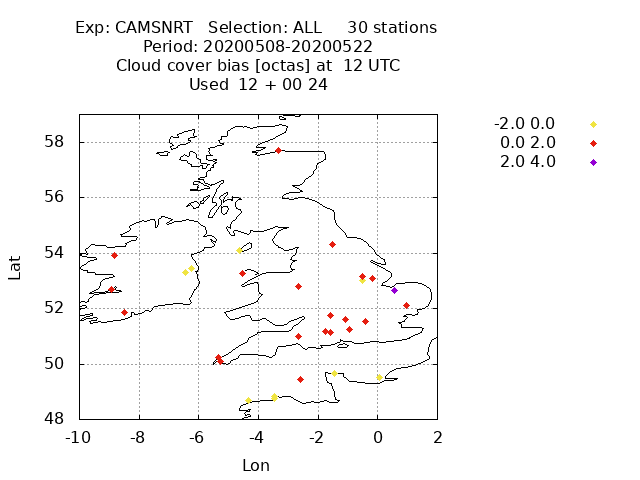 Exp: CAMSNRT   Selection: ALL     30 stations
Period: 20200508-20200522
Cloud cover bias [octas] at  12 UTC
Used  12 + 00 24
-2.0 0.0
0.0 2.0
2.0 4.0
58
56
54
52
50
48
Lat
-10 -8 -6 -4 -2 0 2
Lon